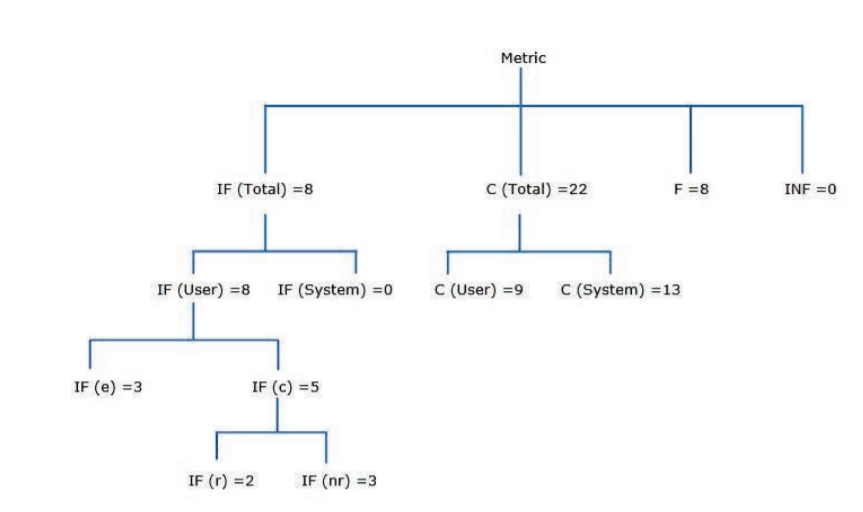 Metric
IF (Total) =8
C (Total) =22
F =8
INF =0
IF (User) =8
IF (System) =0
C (User) =9
C (System) =13
IF (e) =3
IF (c) =5
IF (r) =2
IF (nr) =3